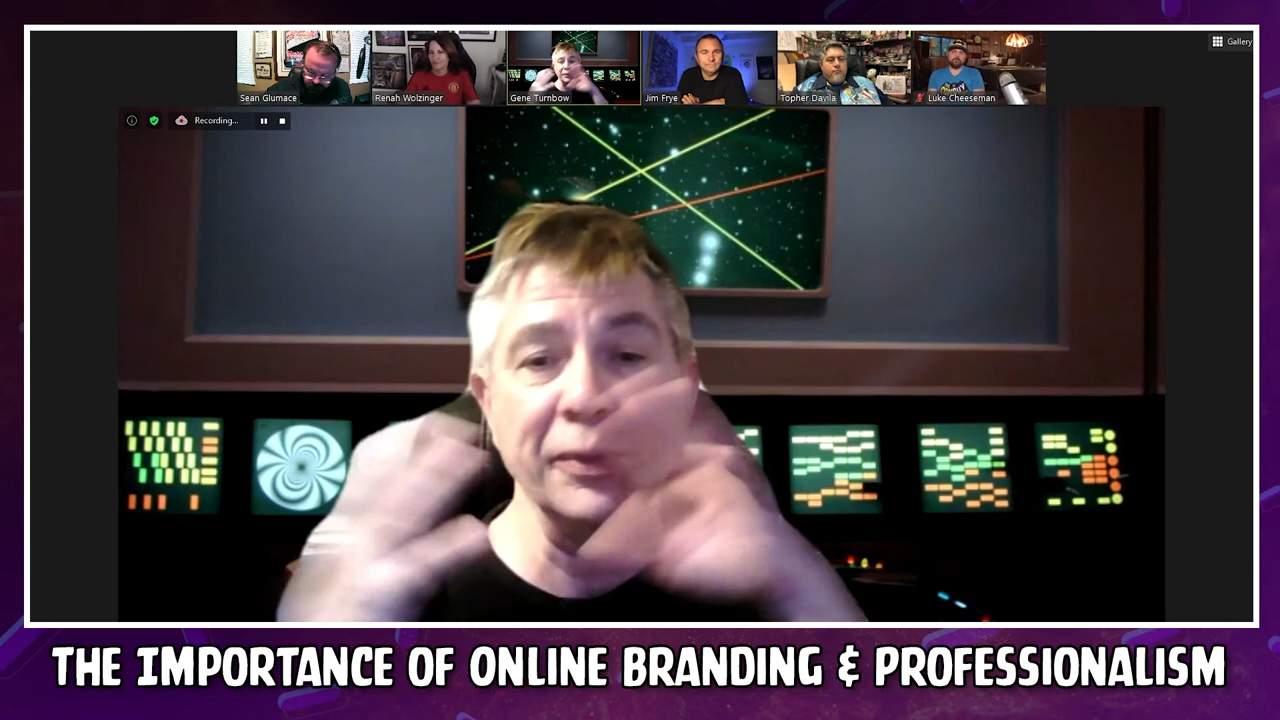 Sean Glumace
Renah Wolzinger
Gene Turnbow
Jim Frye
Topher Davila
Luke Cheeseman
Gallery
Recording...
THE IMPORTANCE OF ONLINE BRANDING & PROFESSIONALISM